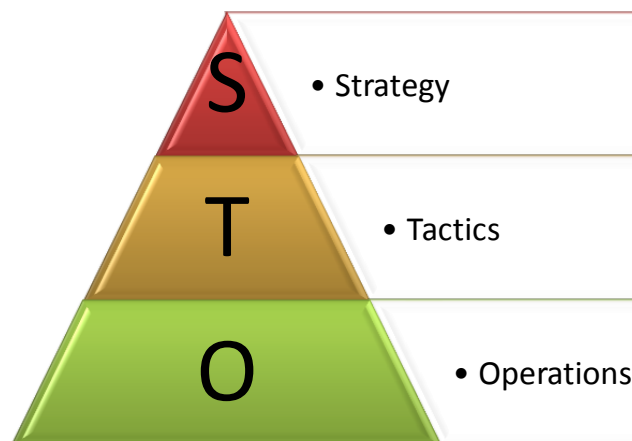 S
• Strategy
T
• Tactics
O
• Operations